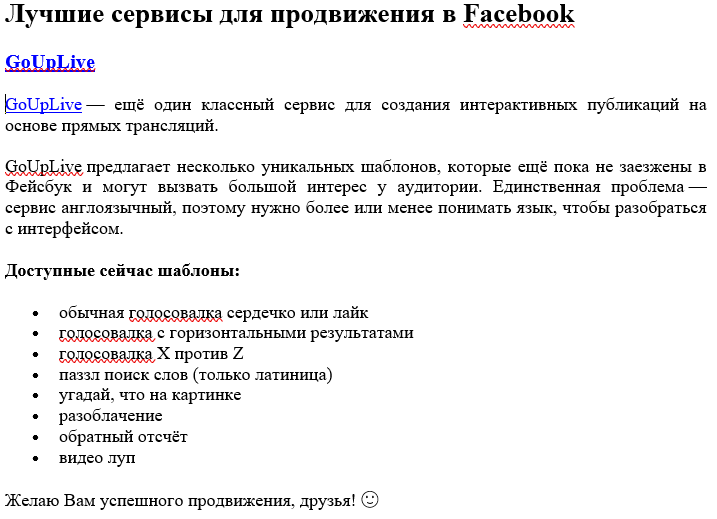 Лучшие сервисы для продвижения в Facebook
GoUpLive
GoUpLive — ещё один классный сервис для создания интерактивных публикаций на
основе прямых трансляций.
GoUpLive предлагает несколько уникальных шаблонов, которые ещё пока не заезжены в
Фейсбук и могут вызвать большой интерес у аудитории. Единственная проблема —
сервис англоязычный, поэтому нужно более или менее понимать язык, чтобы разобраться
с интерфейсом.
Доступные сейчас шаблоны:
• обычная голосовалка сердечко или лайк
• голосовалка с горизонтальными результатами
• голосовалка X против Z
• паззл поиск слов (только латиница)
• угадай, что на картинке
• разоблачение
• обратный отсчёт
• видео луп
Желаю Вам успешного продвижения, друзья! 🙂